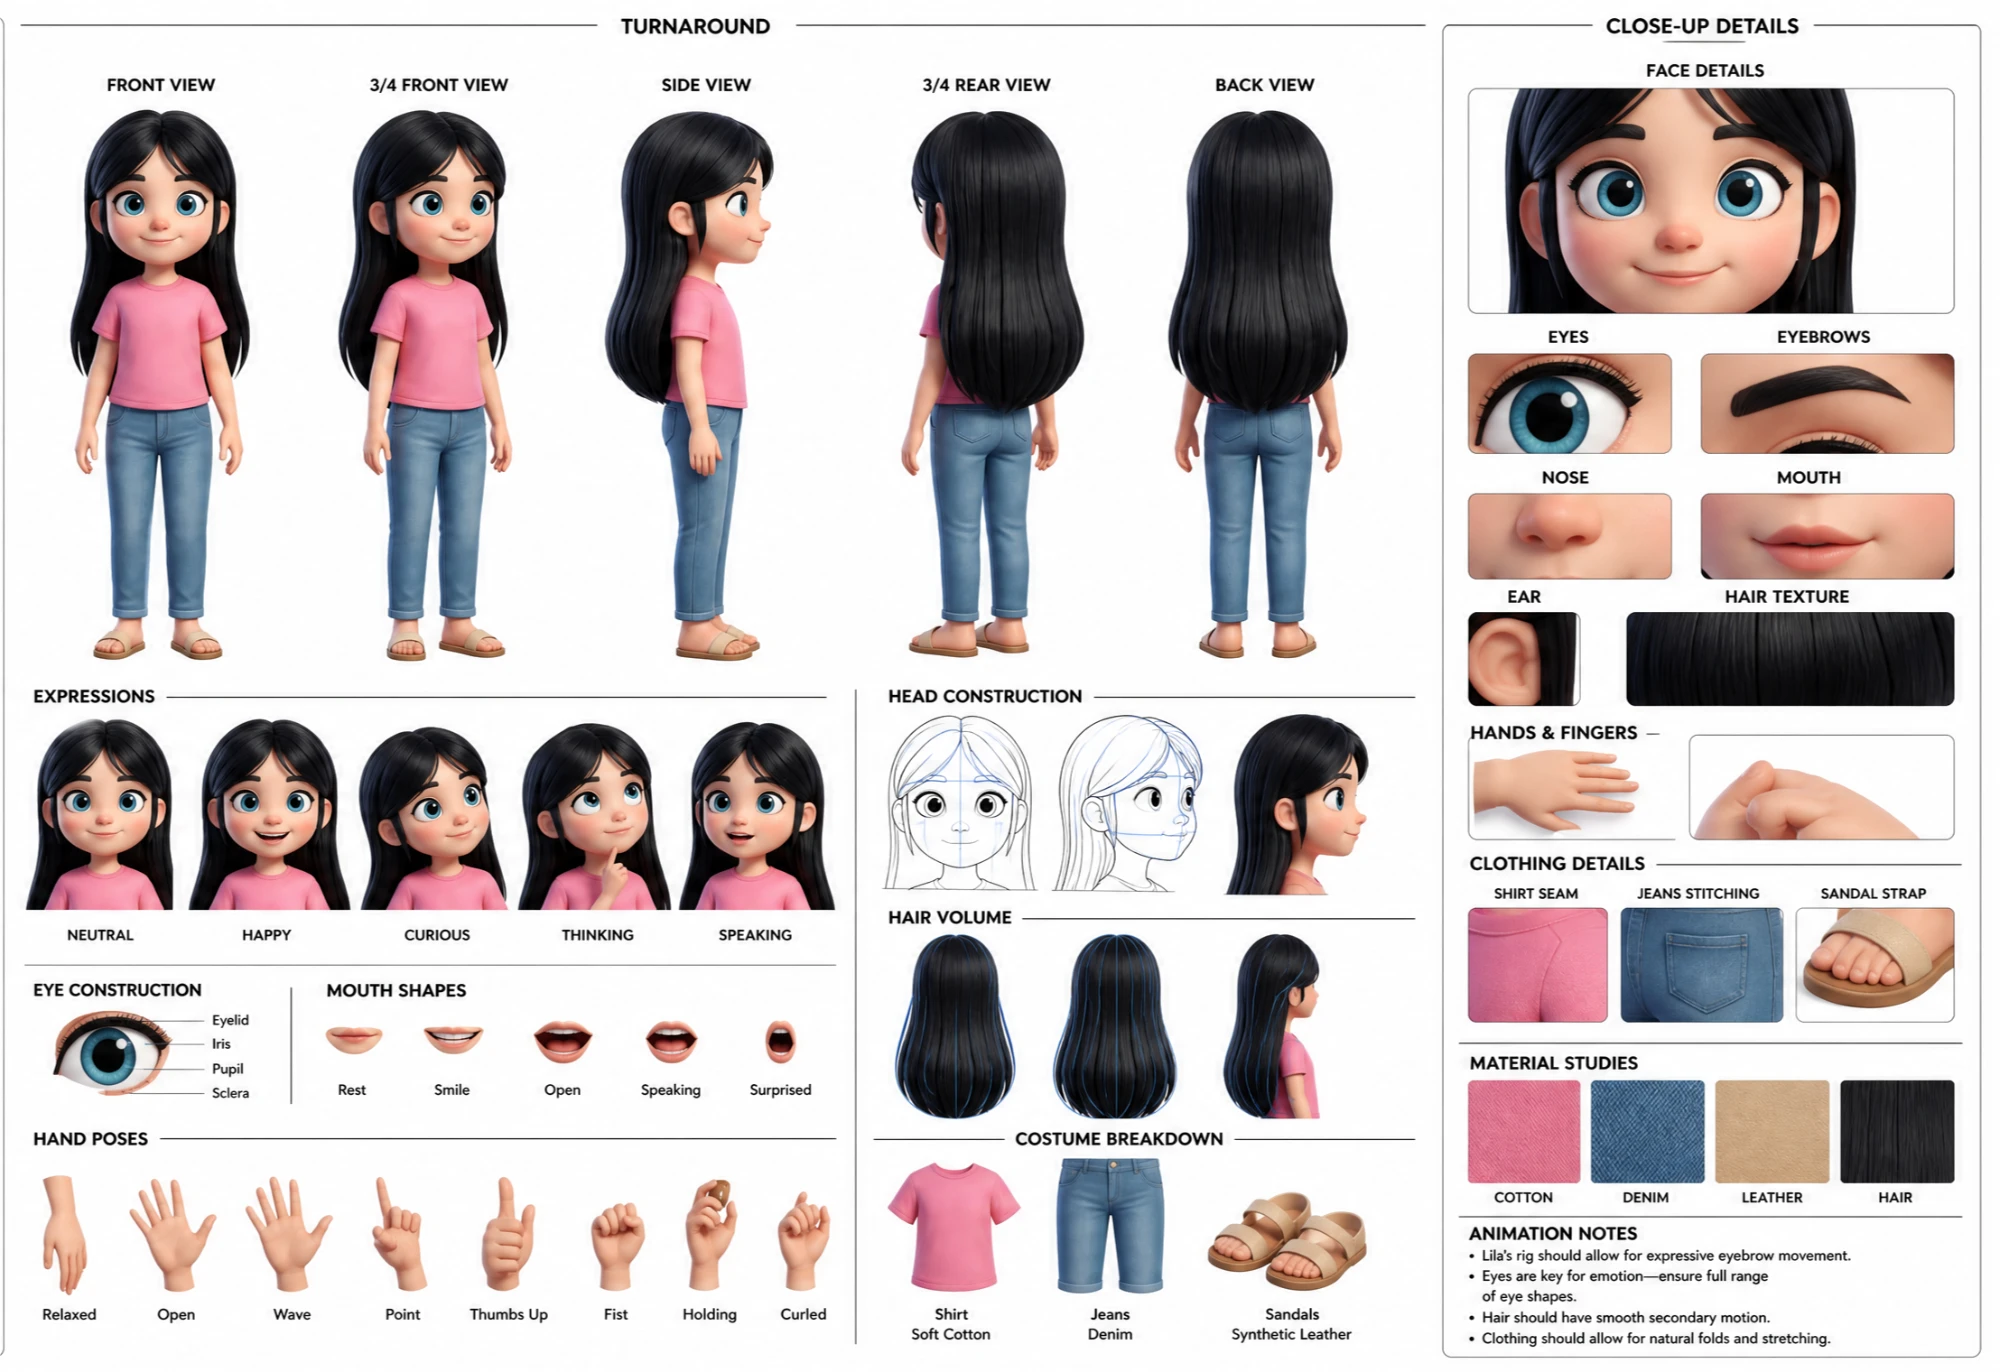 TURNAROUND
FRONT VIEW
3/4 FRONT VIEW
SIDE VIEW
3/4 REAR VIEW
BACK VIEW
EXPRESSIONS
NEUTRAL
HAPPY
CURIOUS
THINKING
SPEAKING
EYE CONSTRUCTION
Eyelid
Iris
Pupil
Sclera
MOUTH SHAPES
Rest
Smile
Open
Speaking
Surprised
HAND POSES
Relaxed
Open
Wave
Point
Thumbs Up
Fist
Holding
Curled
HEAD CONSTRUCTION
HAIR VOLUME
COSTUME BREAKDOWN
Shirt
Soft Cotton
Jeans
Denim
Sandals
Synthetic Leather
CLOSE-UP DETAILS
FACE DETAILS
EYES
EYEBROWS
NOSE
MOUTH
EAR
HAIR TEXTURE
HANDS & FINGERS
CLOTHING DETAILS
SHIRT SEAM
JEANS STITCHING
SANDAL STRAP
MATERIAL STUDIES
COTTON
DENIM
LEATHER
HAIR
ANIMATION NOTES
• Lila's rig should allow for expressive eyebrow movement.
• Eyes are key for emotion—ensure full range
of eye shapes.
• Hair should have smooth secondary motion.
• Clothing should allow for natural folds and stretching.